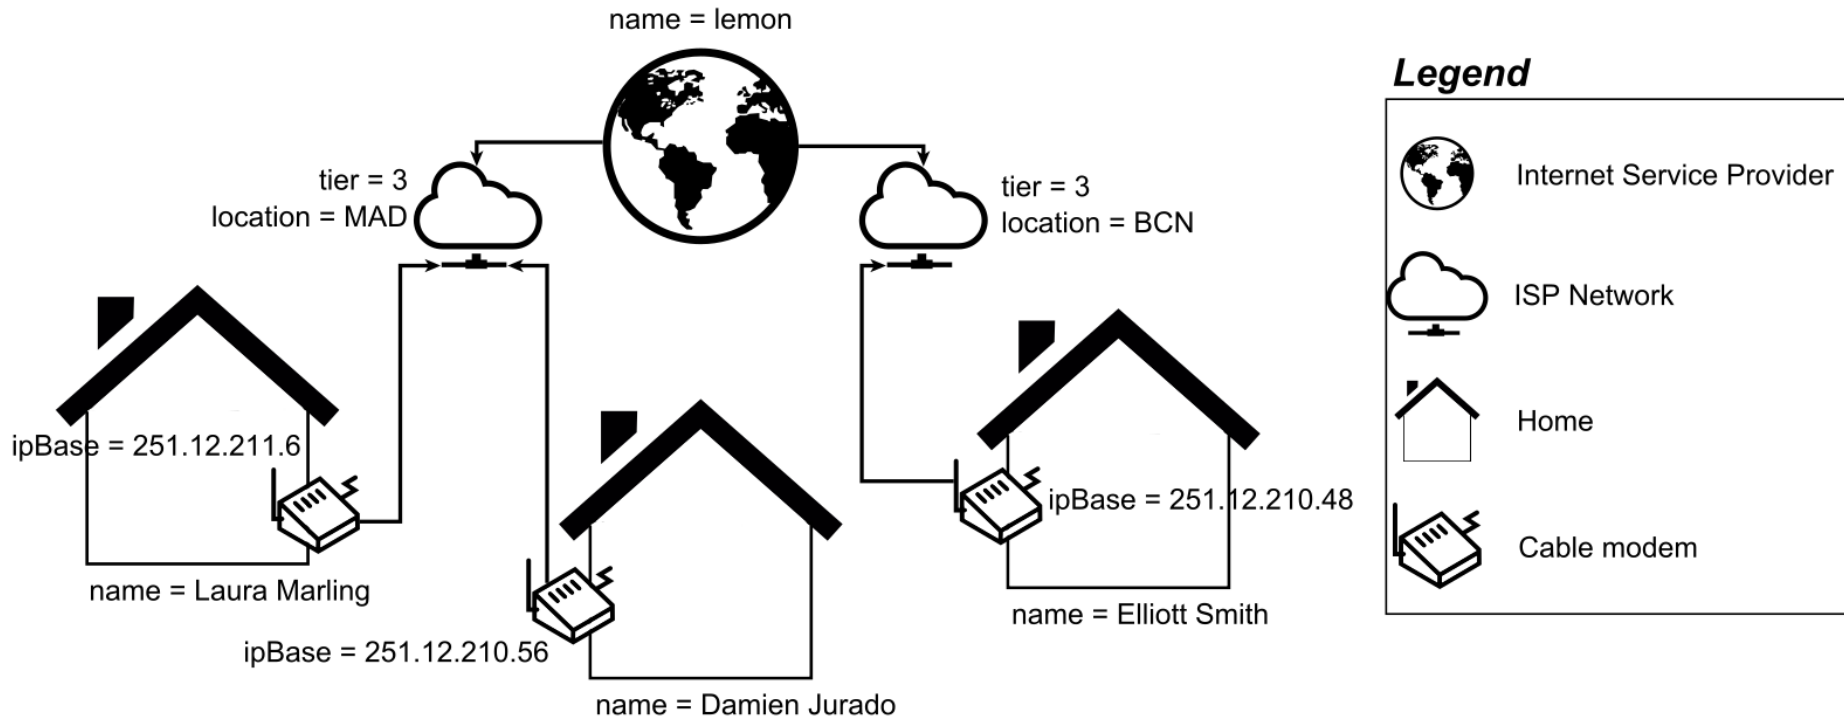 name = lemon
Legend
tier = 3
location = MAD
tier = 3
location = BCN
Internet Service Provider
ISP Network
Home
Cable modem
ipBase = 251.12.211.6
name = Laura Marling
ipBase = 251.12.210.56
name = Damien Jurado
ipBase = 251.12.210.48
name = Elliott Smith